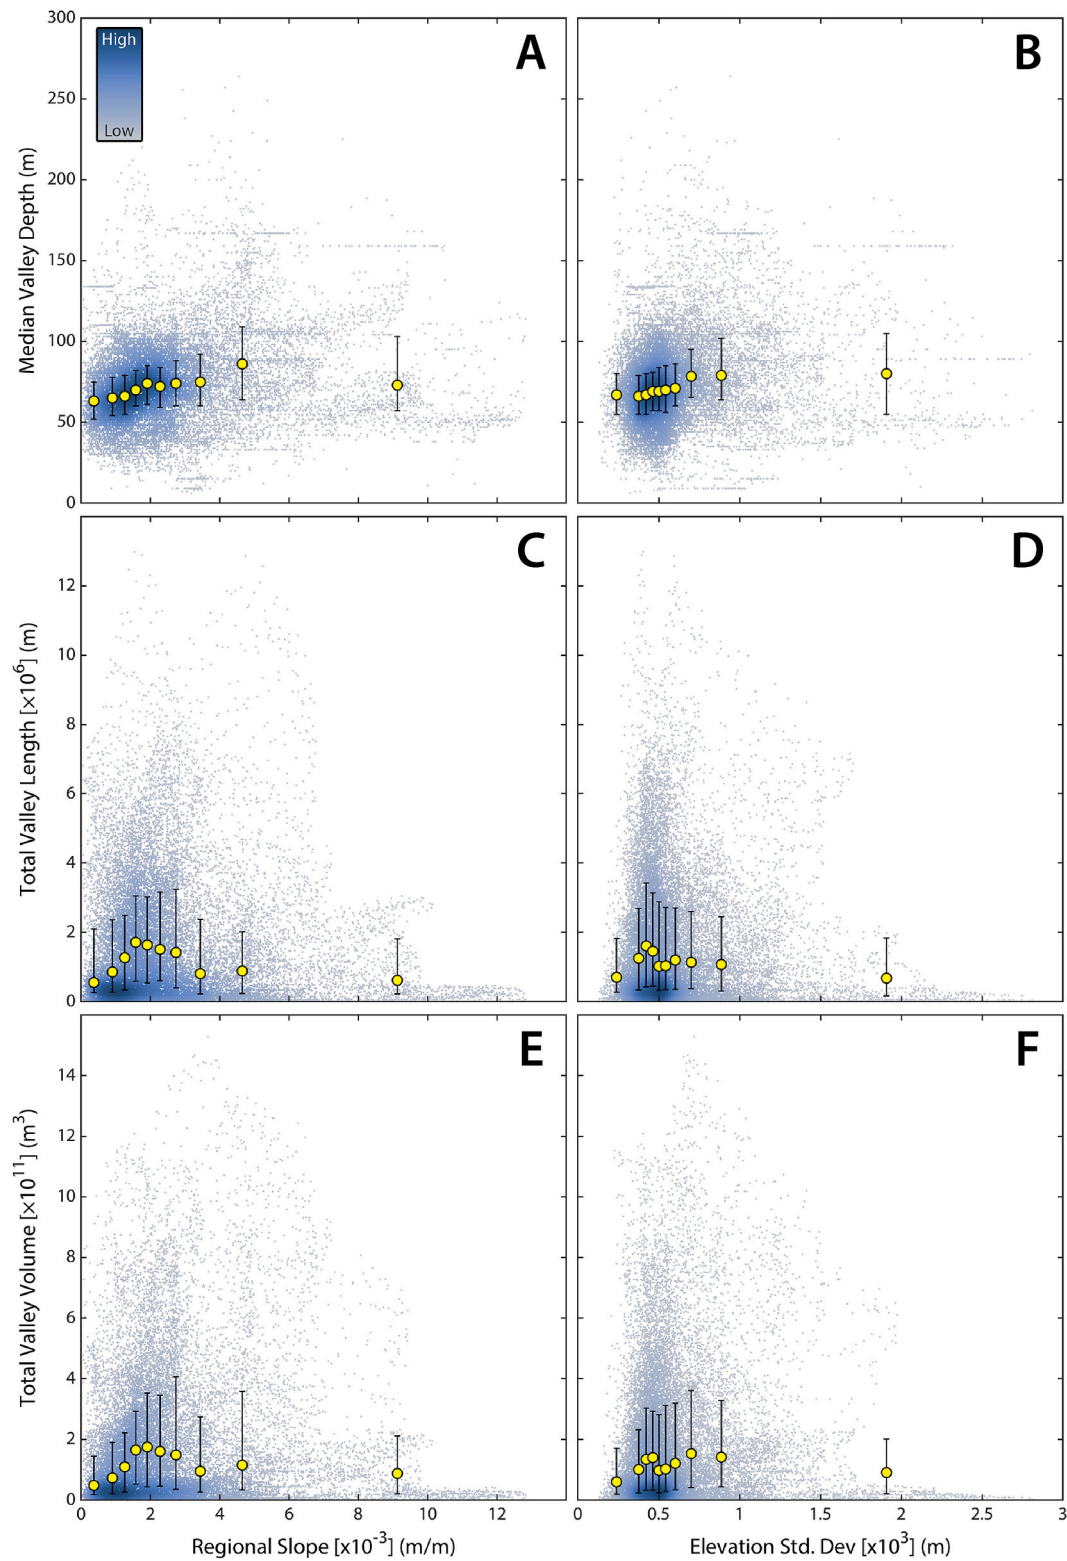 300
250
200
150
100
50
0
Median Valley Depth (m)
High
Low
A
B
12
10
8
6
4
2
0
Total Valley Length [×10⁶] (m)
C
D
14
12
10
8
6
4
2
0
Total Valley Volume [×10¹¹] (m³)
E
F
0 2 4 6 8 10 12
0 0.5 1 1.5 2 2.5 3
Regional Slope [x10⁻³] (m/m)
Elevation Std. Dev [x10³] (m)